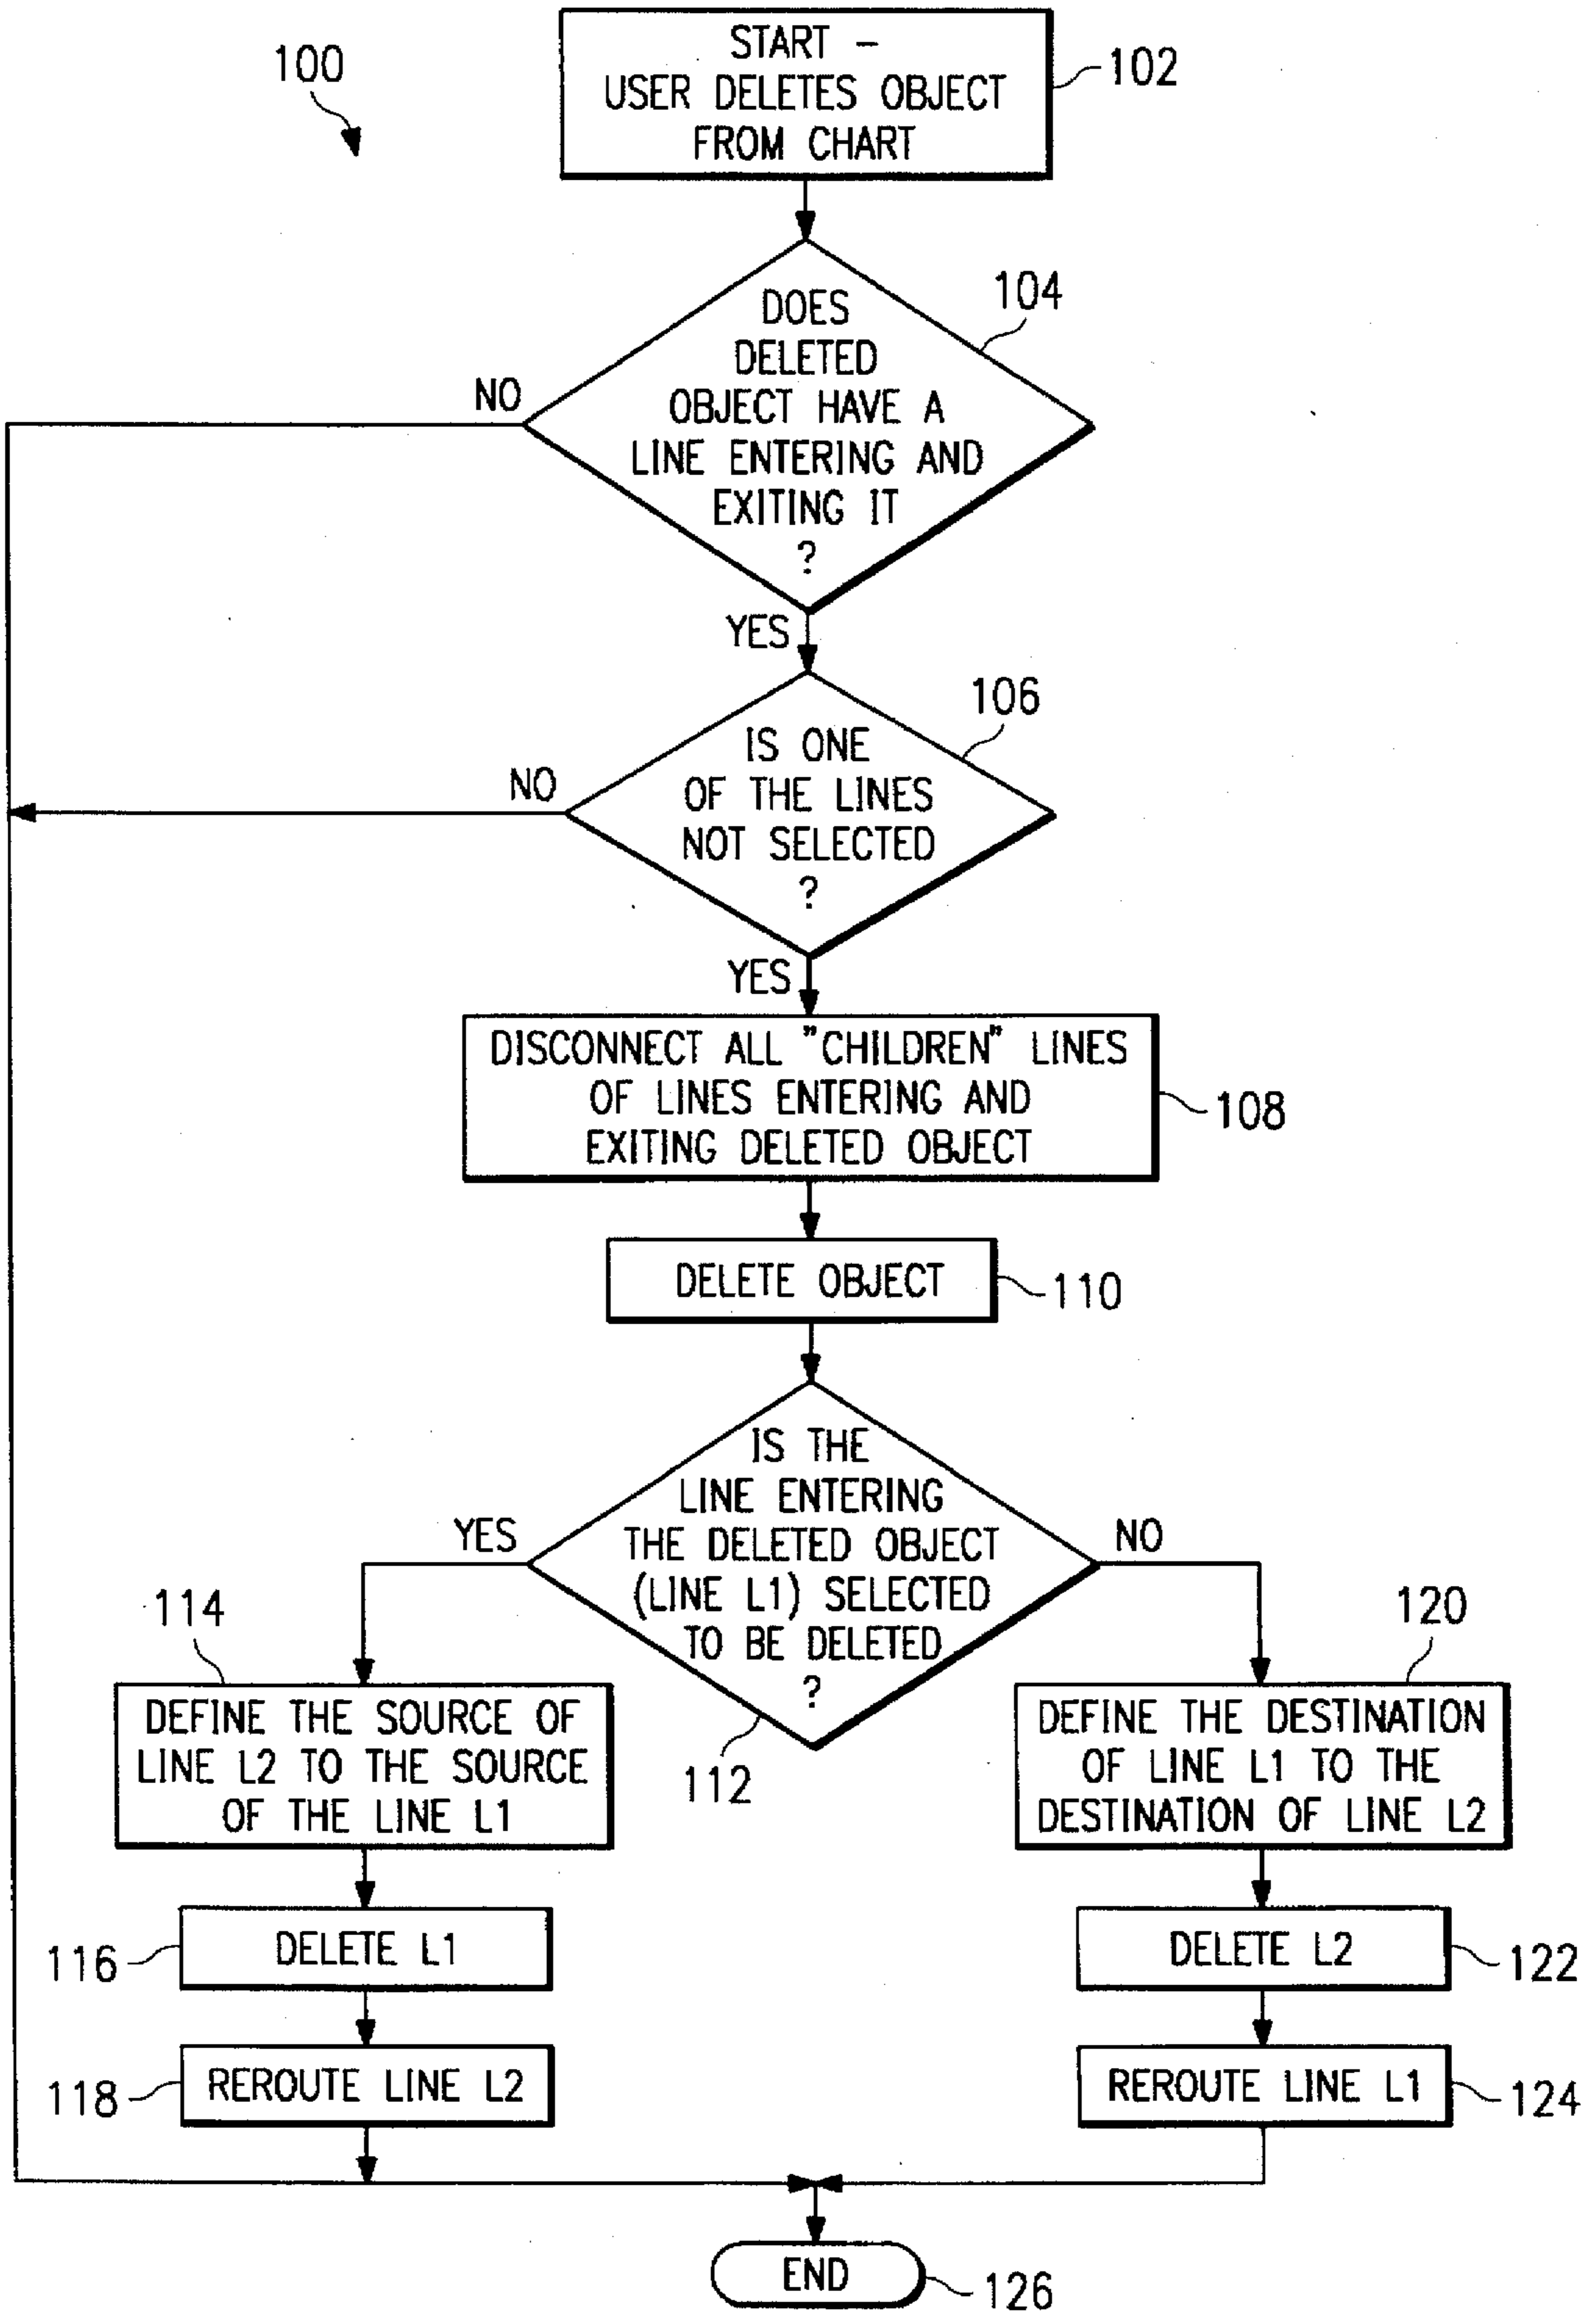 100
START –
USER DELETES OBJECT
FROM CHART
102
DOES
DELETED
OBJECT HAVE A
LINE ENTERING AND
EXITING IT
?
104
NO
YES
IS ONE
OF THE LINES
NOT SELECTED
?
106
NO
YES
DISCONNECT ALL "CHILDREN" LINES
OF LINES ENTERING AND
EXITING DELETED OBJECT
108
DELETE OBJECT
110
IS THE
LINE ENTERING
THE DELETED OBJECT
(LINE L1) SELECTED
TO BE DELETED
?
112
YES
NO
114
DEFINE THE SOURCE OF
LINE L2 TO THE SOURCE
OF THE LINE L1
120
DEFINE THE DESTINATION
OF LINE L1 TO THE
DESTINATION OF LINE L2
116
DELETE L1
DELETE L2
122
118
REROUTE LINE L2
REROUTE LINE L1
124
END
126